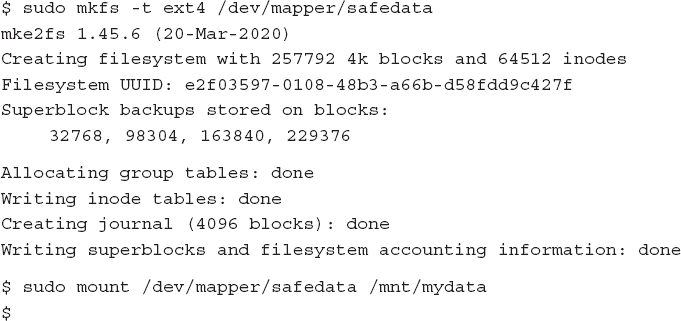 $ sudo mkfs -t ext4 /dev/mapper/safedata
mke2fs 1.45.6 (20-Mar-2020)
Creating filesystem with 257792 4k blocks and 64512 inodes
Filesystem UUID: e2f03597-0108-48b3-a66b-d58fdd9c427f
Superblock backups stored on blocks:
32768, 98304, 163840, 229376
Allocating group tables: done
Writing inode tables: done
Creating journal (4096 blocks): done
Writing superblocks and filesystem accounting information: done
$ sudo mount /dev/mapper/safedata /mnt/mydata
$